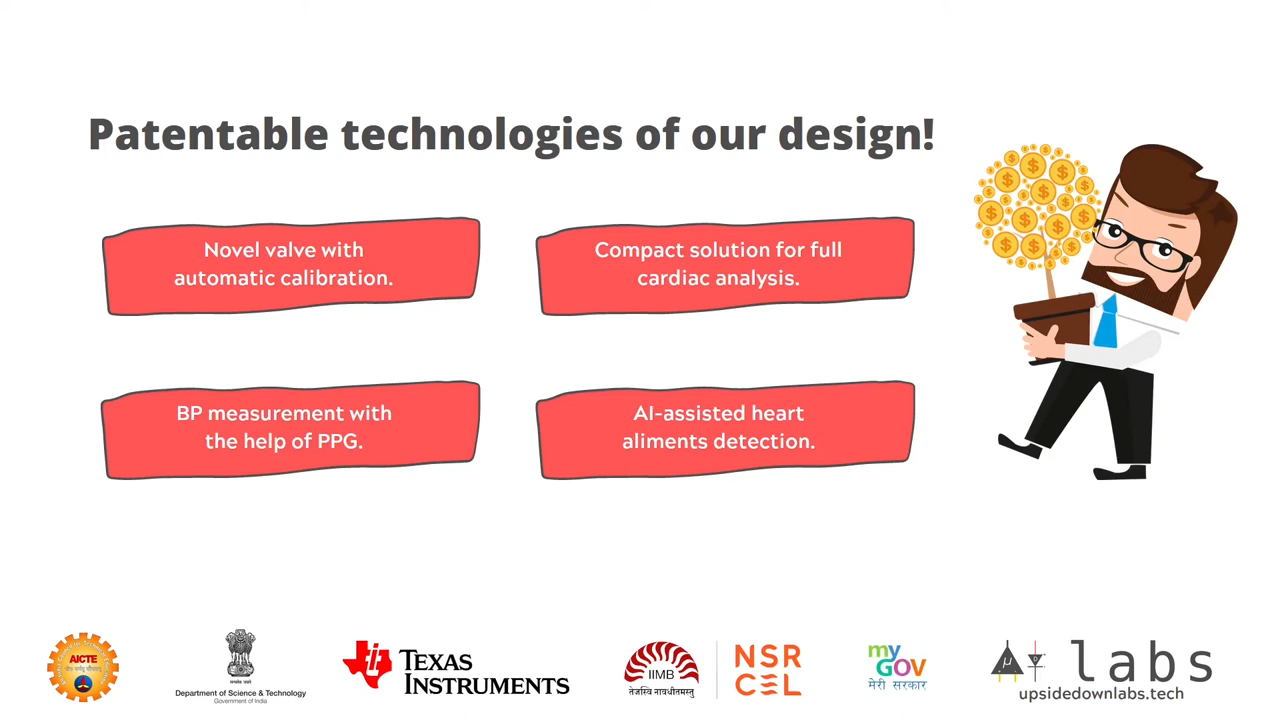 Patentable technologies of our design!
Novel valve with
automatic calibration.
Compact solution for full
cardiac analysis.
BP measurement with
the help of PPG.
AI-assisted heart
aliments detection.
AICTE
Department of Science & Technology
Government of India
TEXAS
INSTRUMENTS
IIMB
तेजस्वि नावधीतमस्तु
NSR
CEL
my
GOV
मेरी सरकार
labs
upsidedownlabs.tech